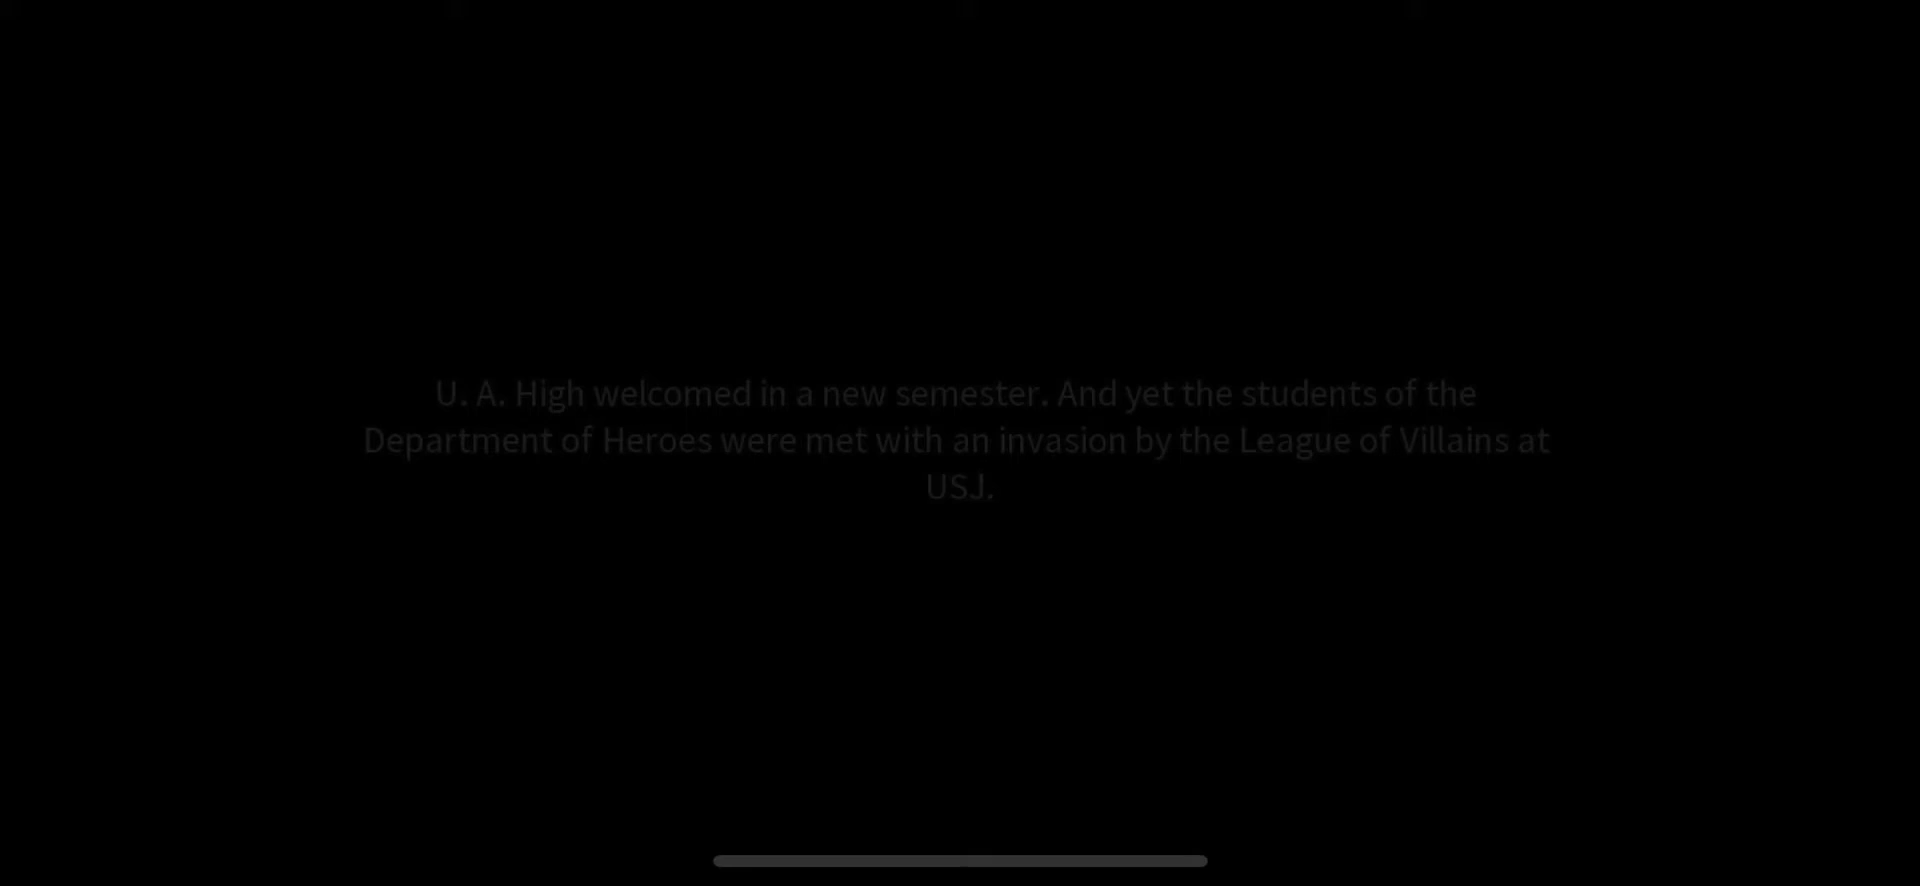 U. A. High welcomed in a new semester. And yet the students of the
Department of Heroes were met with an invasion by the League of Villains at
USJ.